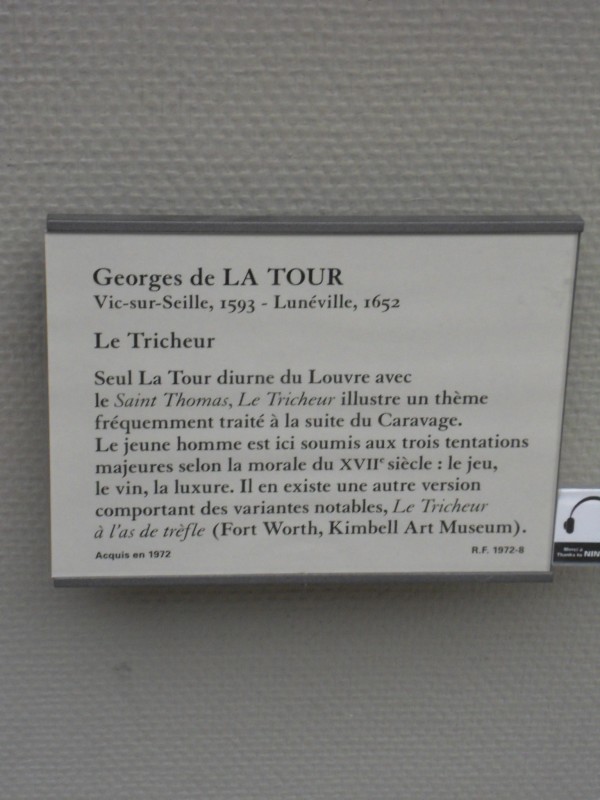 Georges de LA TOUR
Vic-sur-Seille, 1593 - Lunéville, 1652
Le Tricheur
Seul La Tour diurne du Louvre avec
le Saint Thomas, Le Tricheur illustre un thème
fréquemment traité à la suite du Caravage.
Le jeune homme est ici soumis aux trois tentations
majeures selon la morale du XVIIe siècle : le jeu,
le vin, la luxure. Il en existe une autre version
comportant des variantes notables, Le Tricheur
à l'as de trèfle (Fort Worth, Kimbell Art Museum).
Acquis en 1972
R.F. 1972-8
Thanks to NIN